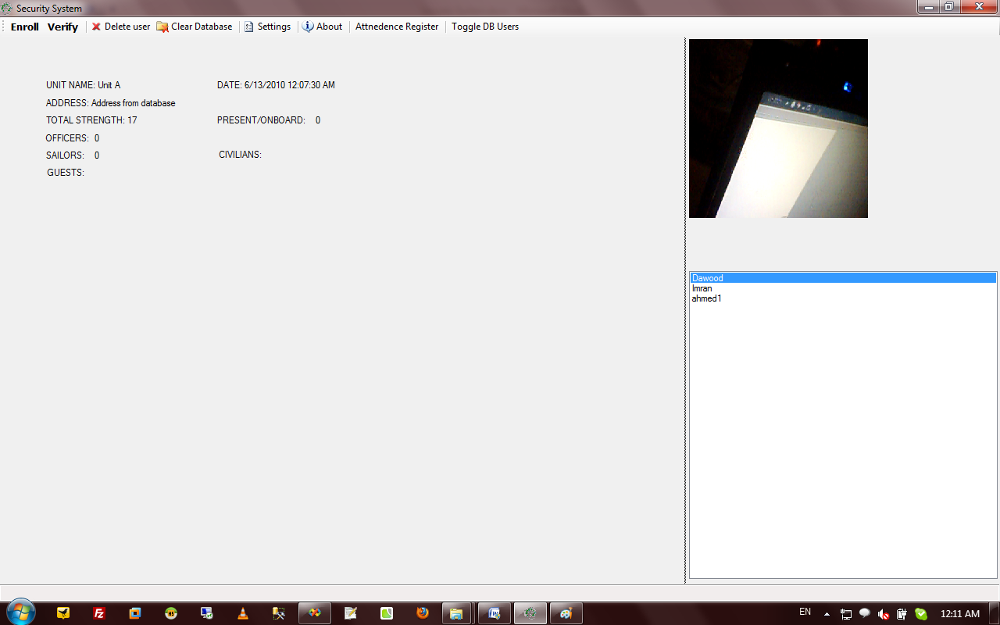 Security System
Enroll Verify Delete user Clear Database Settings About Attnedence Register Toggle DB Users
UNIT NAME: Unit A DATE: 6/13/2010 12:07:30 AM
ADDRESS: Address from database
TOTAL STRENGTH: 17 PRESENT/ONBOARD: 0
OFFICERS: 0
SAILORS: 0 CIVILIANS:
GUESTS:
Dawood
Imran
ahmed1
EN 12:11 AM